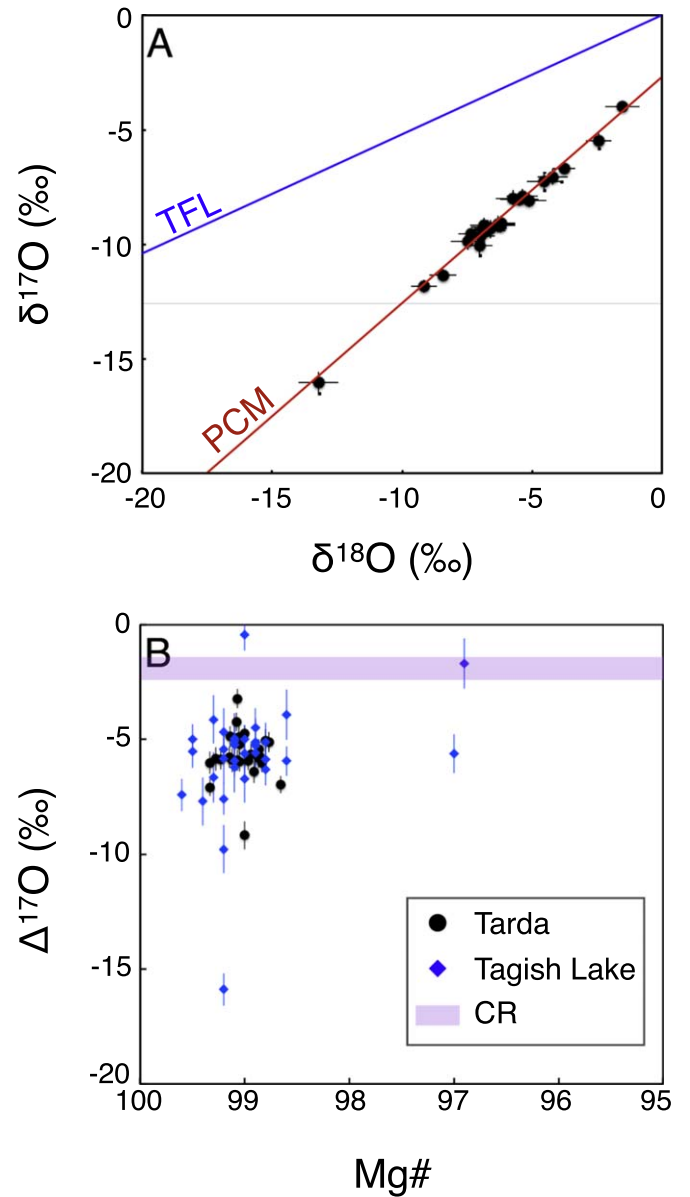 A
0
-5
-10
-15
-20
δ¹⁷O (‰)
TFL
PCM
-20 -15 -10 -5 0
δ¹⁸O (‰)
B
0
-5
-10
-15
-20
Δ¹⁷O (‰)
Tarda
Tagish Lake
CR
100 99 98 97 96 95
Mg#